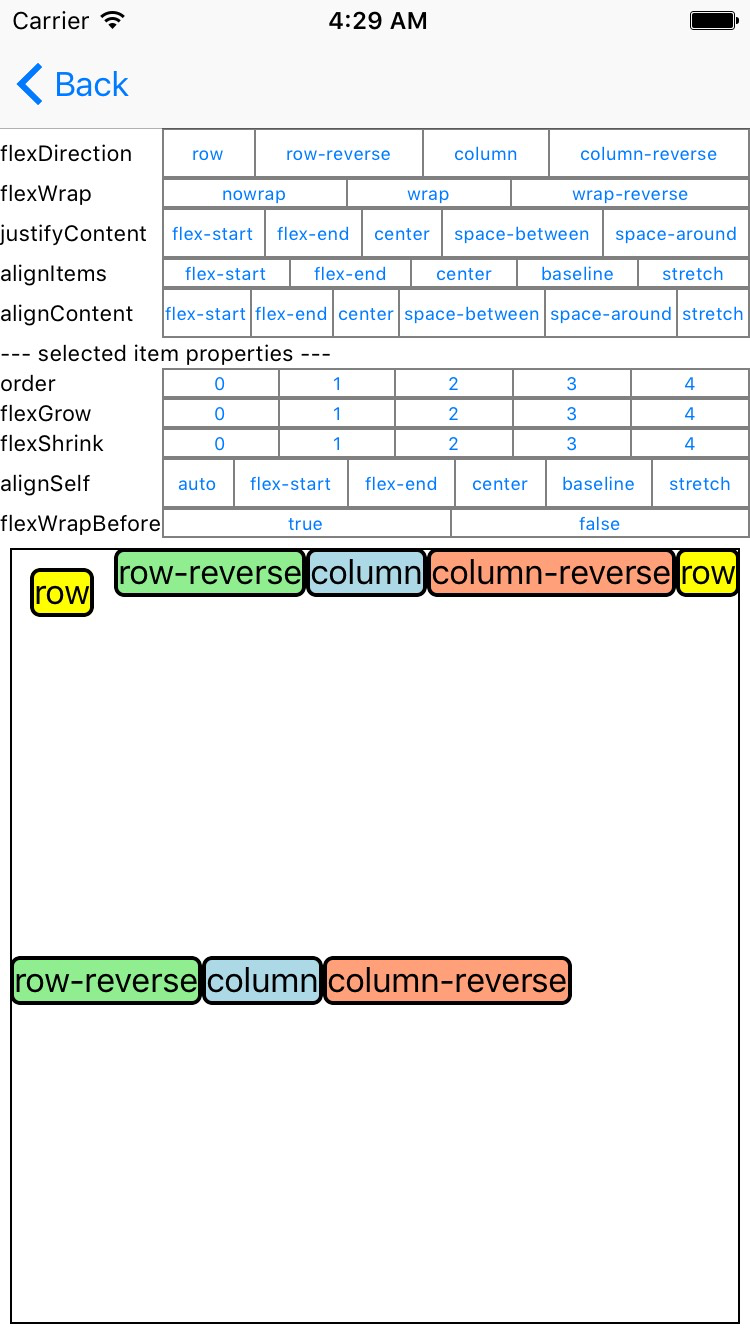 Carrier 4:29 AM
Back
flexDirection row row-reverse column column-reverse
flexWrap nowrap wrap wrap-reverse
justifyContent flex-start flex-end center space-between space-around
alignItems flex-start flex-end center baseline stretch
alignContent flex-start flex-end center space-between space-around stretch
--- selected item properties ---
order 0 1 2 3 4
flexGrow 0 1 2 3 4
flexShrink 0 1 2 3 4
alignSelf auto flex-start flex-end center baseline stretch
flexWrapBefore true false
row row-reverse column column-reverse row
row-reverse column column-reverse